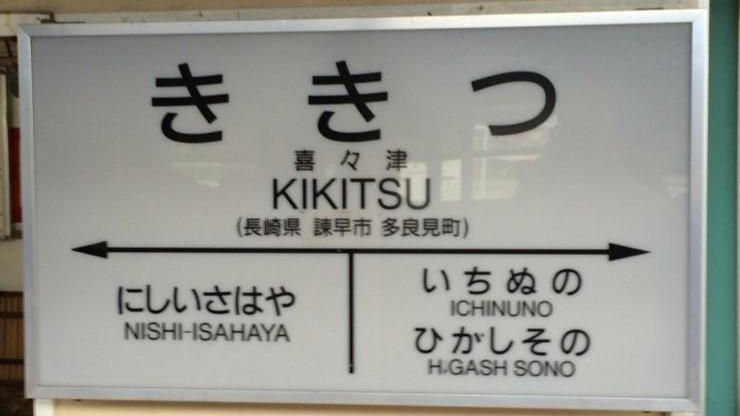 ききつ
喜々津
KIKITSU
(長崎県 諫早市 多良見町)
にしいさはや
NISHI-ISAHAYA
いちぬの
ICHINUNO
ひがしその
HIGASH SONO